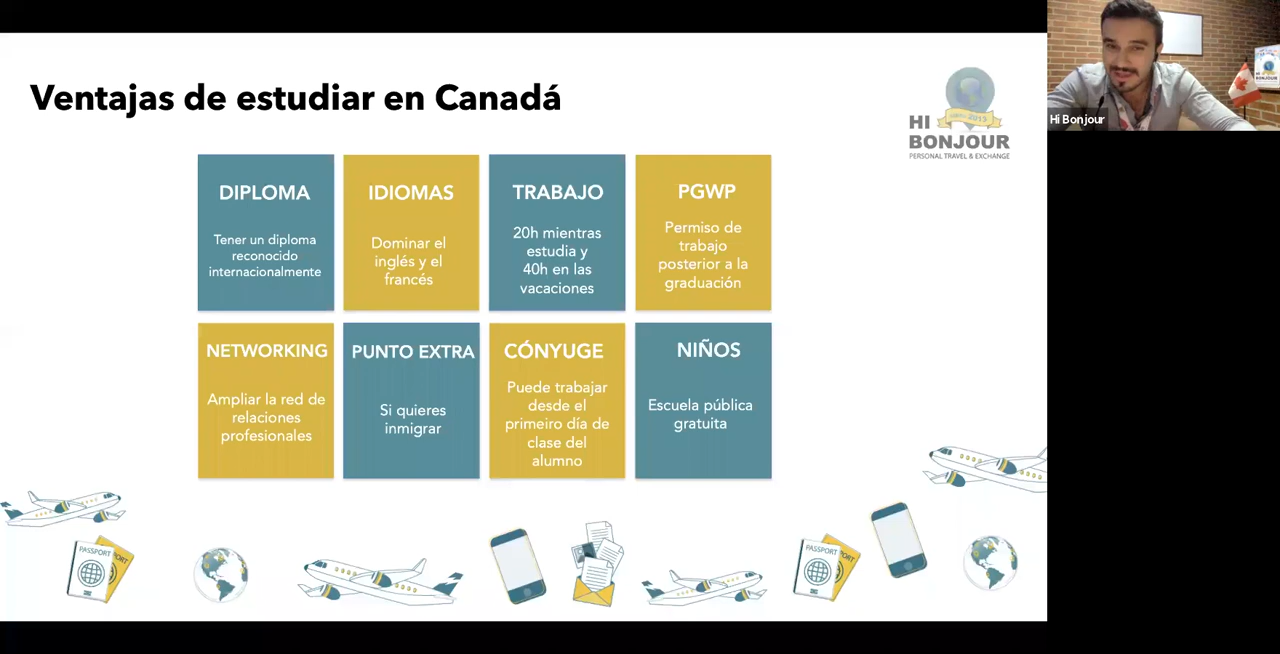 Ventajas de estudiar en Canadá
HI
BONJOUR
PERSONAL TRAVEL & EXCHANGE
Hi Bonjour
DIPLOMA
Tener un diploma
reconocido
internacionalmente
IDIOMAS
Dominar el
inglés y el
francés
TRABAJO
20h mientras
estudia y
40h en las
vacaciones
PGWP
Permiso de
trabajo
posterior a la
graduación
NETWORKING
Ampliar la red de
relaciones
profesionales
PUNTO EXTRA
Si quieres
inmigrar
CÓNYUGE
Puede trabajar
desde el
primeiro día de
clase del
alumno
NIÑOS
Escuela pública
gratuita
PASSPORT
PORT
PASSPORT
PORT